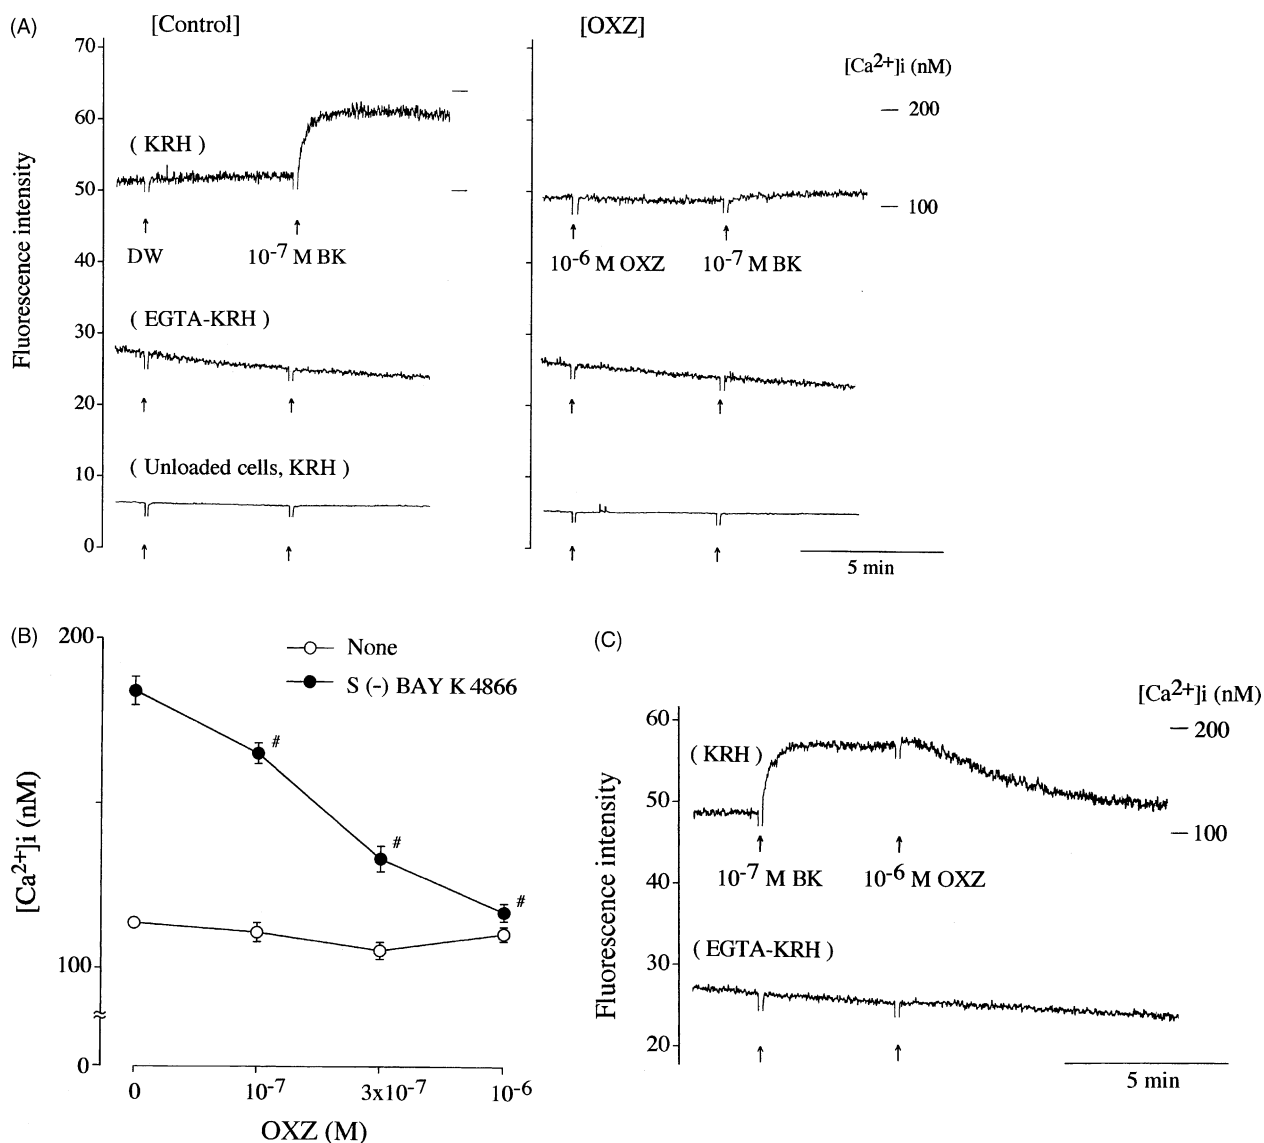 (A)
[Control]
[OXZ]
[Ca2+]i (nM)
Fluorescence intensity
70
60
50
40
30
20
10
0
( KRH )
DW
10-7 M BK
( EGTA-KRH )
( Unloaded cells, KRH )
10-6 M OXZ
10-7 M BK
200
100
5 min
(B)
None
S (-) BAY K 4866
[Ca2+]i (nM)
200
100
0
#
#
#
0
10-7
3x10-7
10-6
OXZ (M)
(C)
[Ca2+]i (nM)
200
100
Fluorescence intensity
60
50
40
30
20
( KRH )
10-7 M BK
10-6 M OXZ
( EGTA-KRH )
5 min